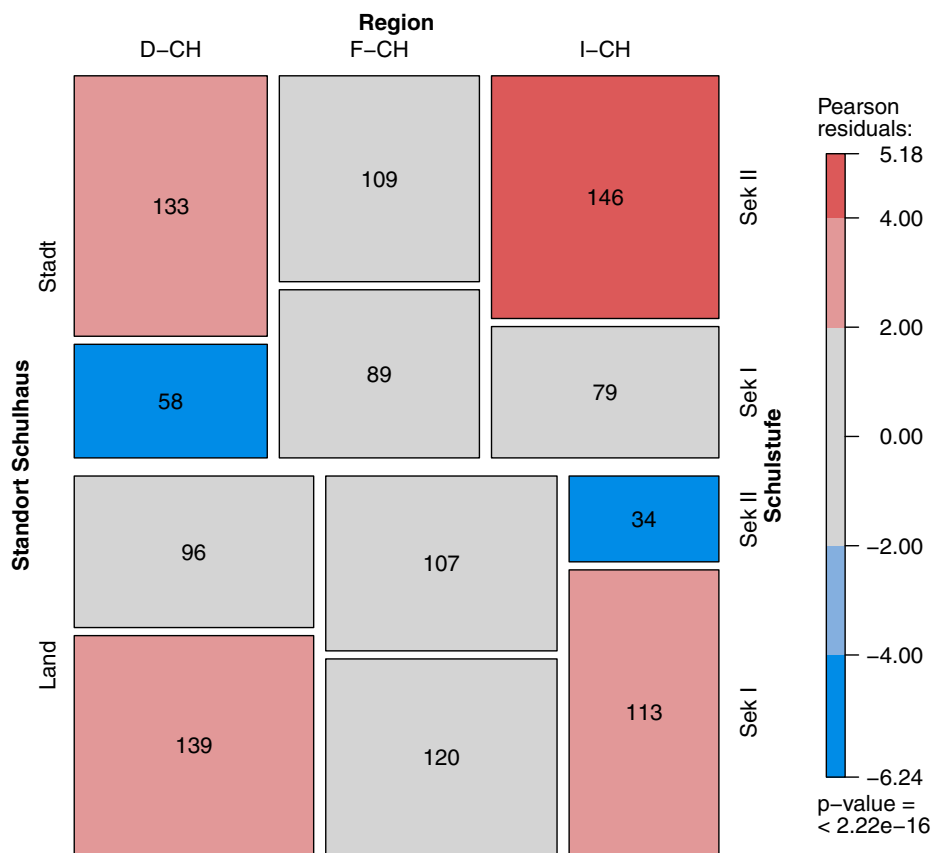 Region
D−CH F−CH I−CH
Standort Schulhaus
Stadt
Land
133
109
146
58
89
79
96
107
34
139
120
113
Sek II
Sek I
Sek II
Sek I
Schulstufe
Pearson
residuals:
5.18
4.00
2.00
0.00
−2.00
−4.00
−6.24
p−value =
< 2.22e−16